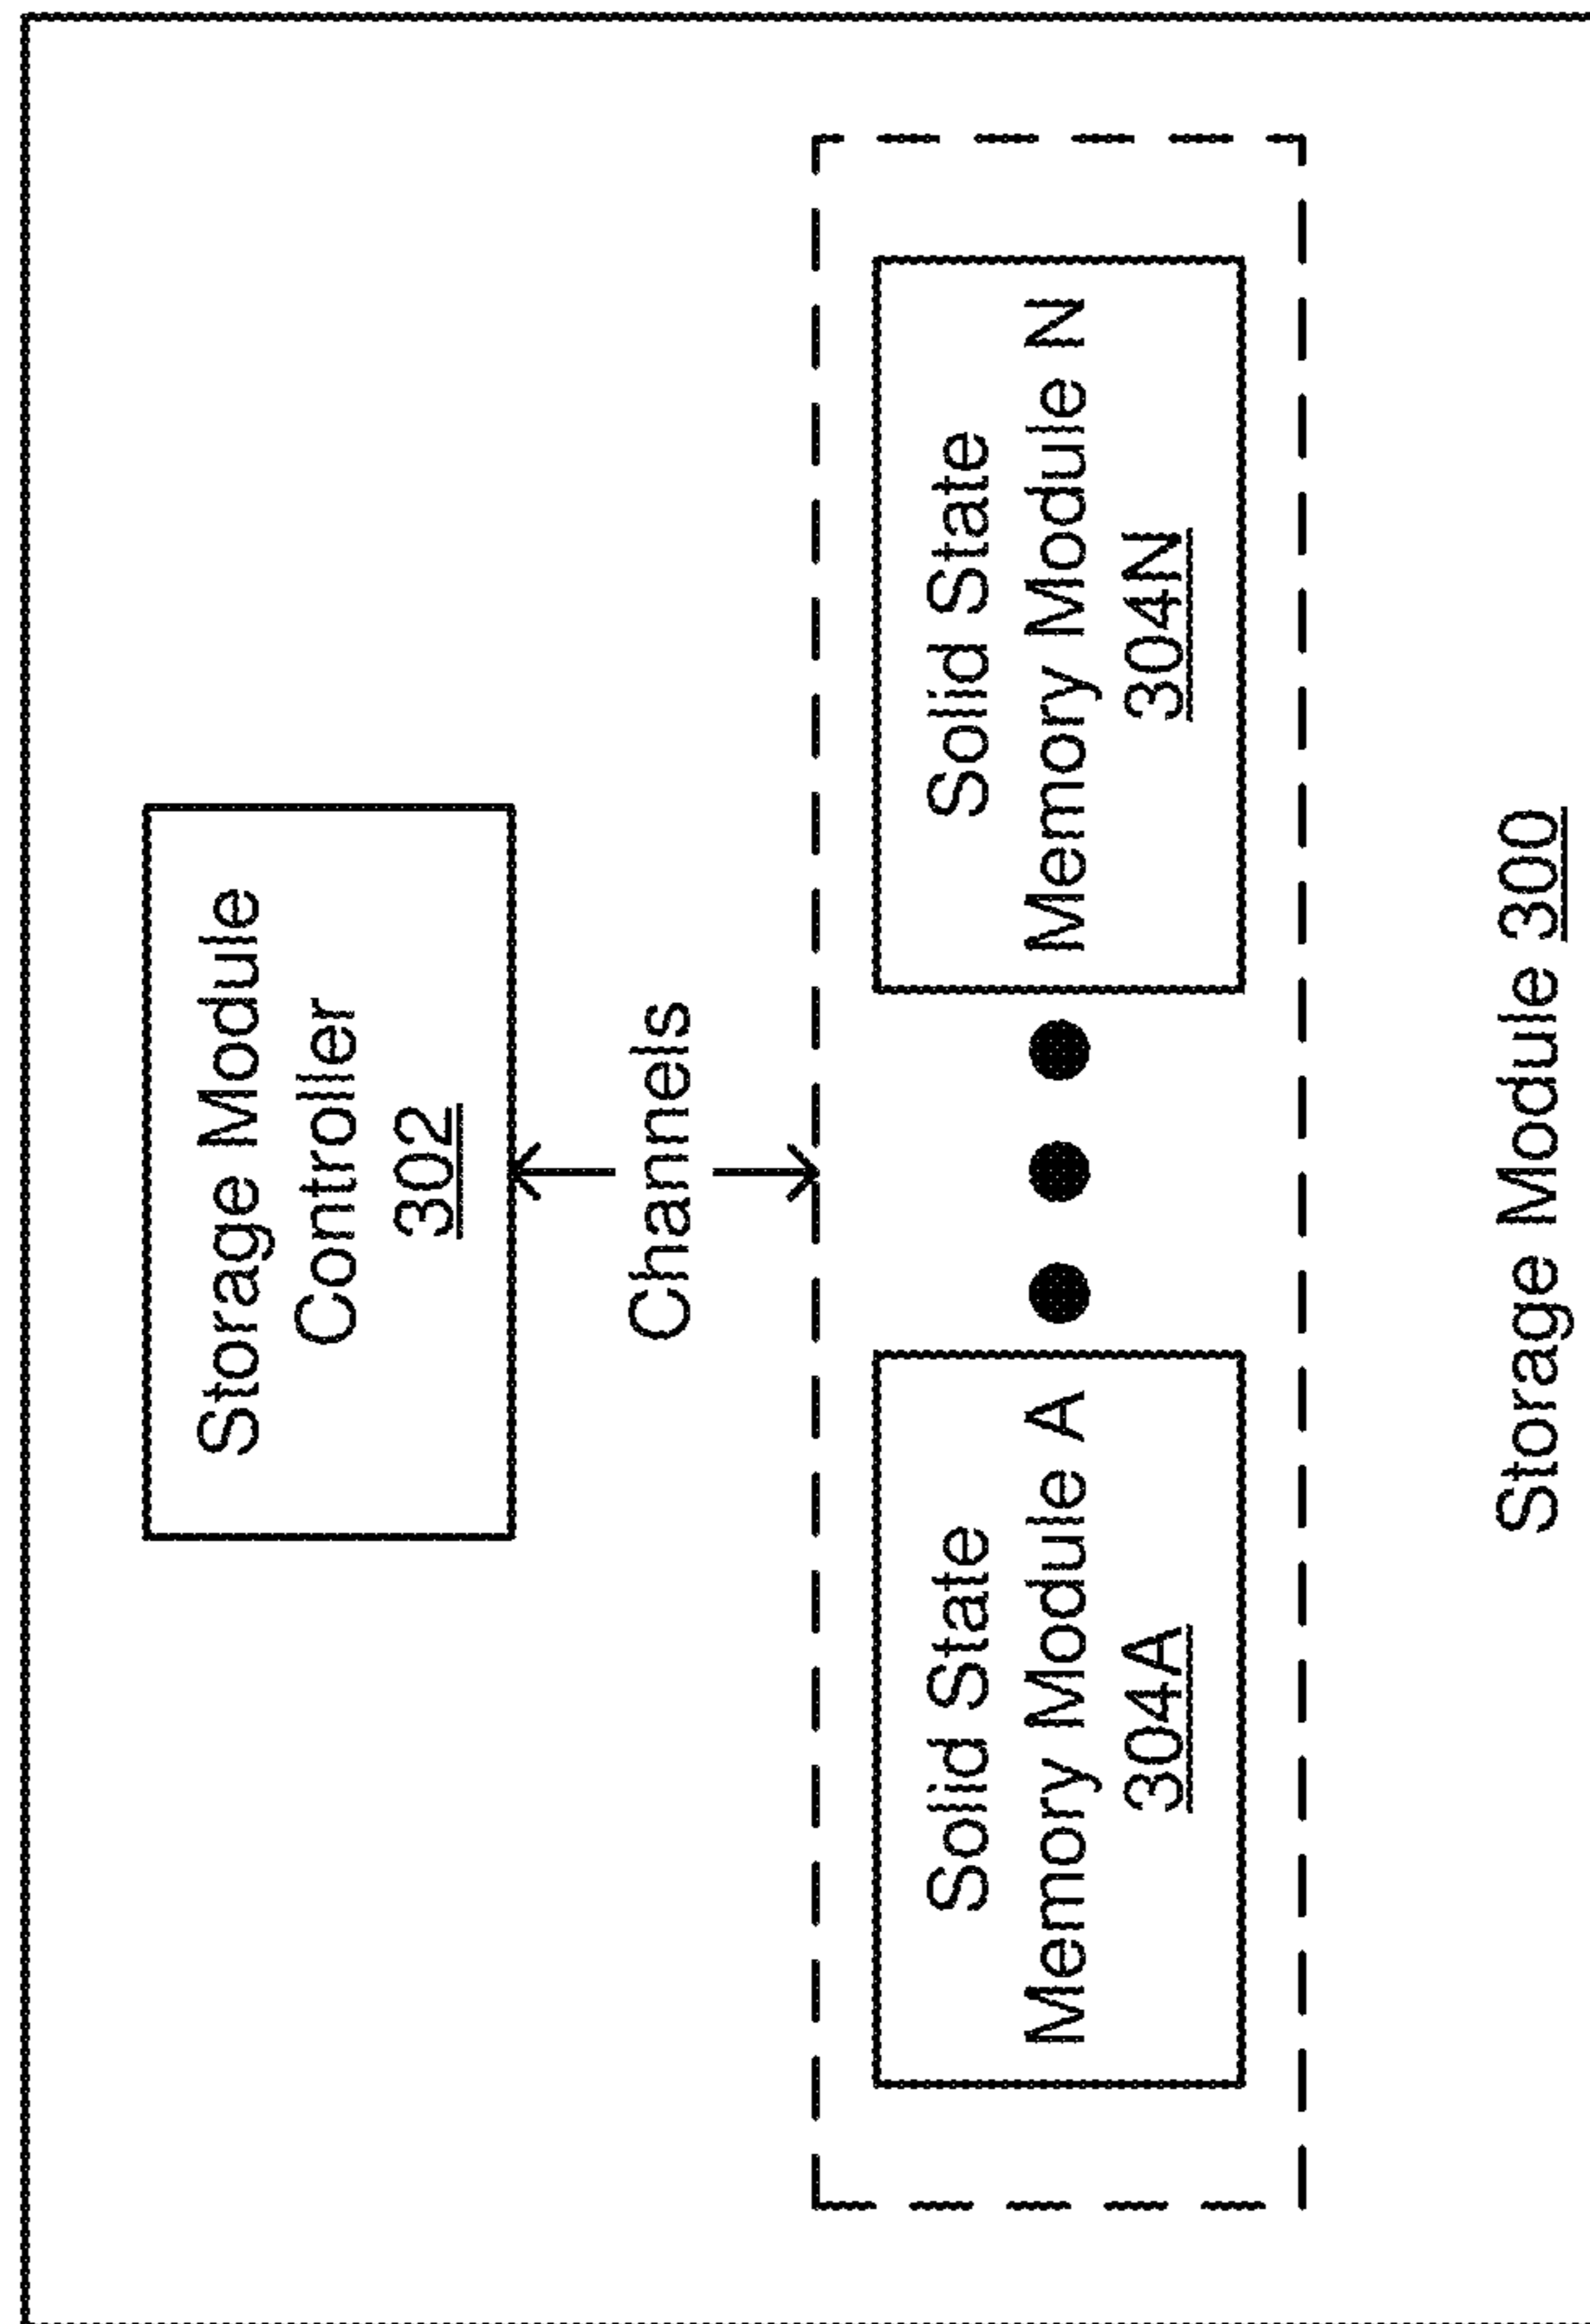 Storage Module
Controller
302
Channels
Solid State
Memory Module A
304A
Solid State
Memory Module N
304N
Storage Module 300